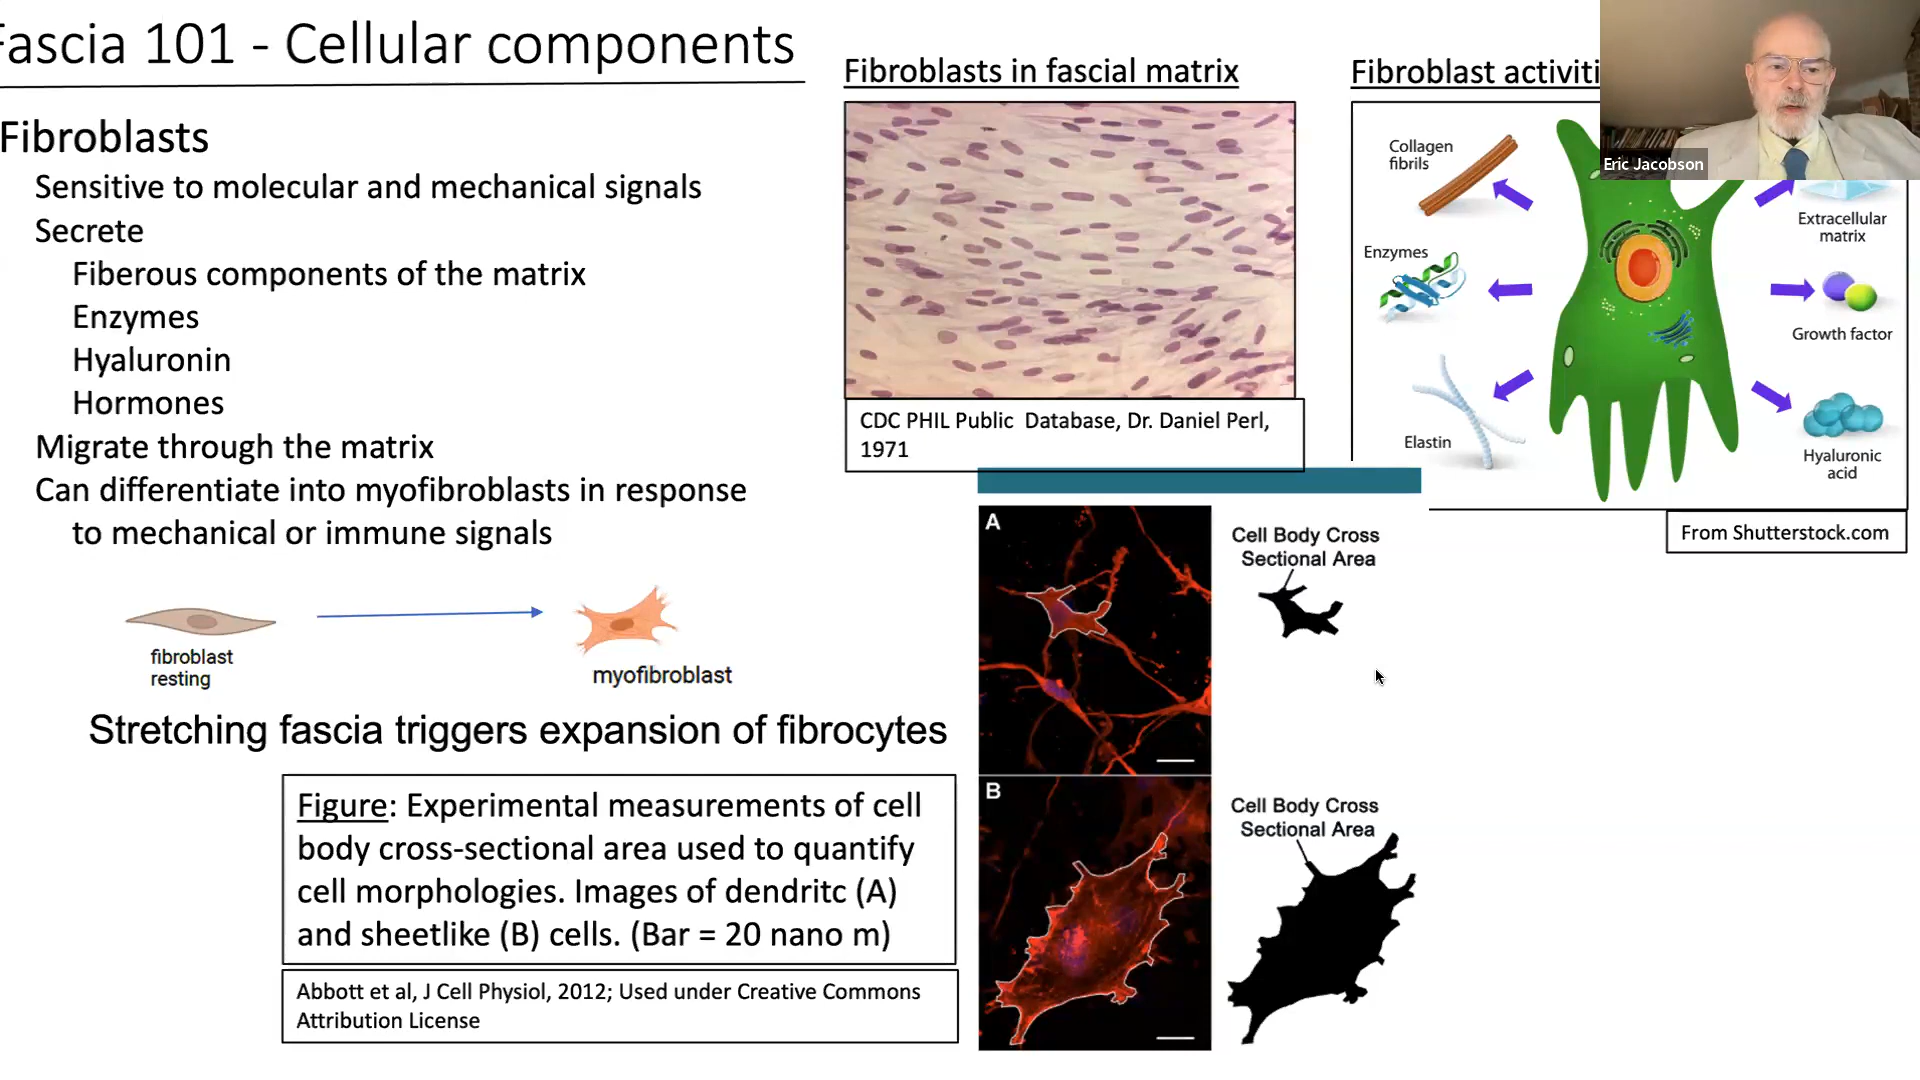 Fascia 101 - Cellular components
Fibroblasts
Sensitive to molecular and mechanical signals
Secrete
Fiberous components of the matrix
Enzymes
Hyaluronin
Hormones
Migrate through the matrix
Can differentiate into myofibroblasts in response
to mechanical or immune signals
fibroblast
resting
myofibroblast
Stretching fascia triggers expansion of fibrocytes
Figure: Experimental measurements of cell
body cross-sectional area used to quantify
cell morphologies. Images of dendritc (A)
and sheetlike (B) cells. (Bar = 20 nano m)
Abbott et al, J Cell Physiol, 2012; Used under Creative Commons
Attribution License
Fibroblasts in fascial matrix
CDC PHIL Public Database, Dr. Daniel Perl,
1971
A
Cell Body Cross
Sectional Area
B
Cell Body Cross
Sectional Area
Fibroblast activiti
Collagen
fibrils
Enzymes
Elastin
Extracellular
matrix
Growth factor
Hyaluronic
acid
From Shutterstock.com
Eric Jacobson